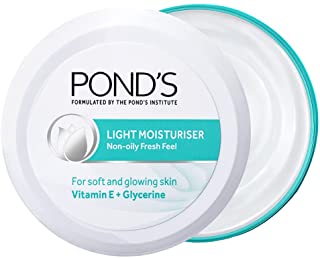 POND'S
FORMULATED BY THE POND'S INSTITUTE
LIGHT MOISTURISER
Non-oily Fresh Feel
For soft and glowing skin
Vitamin E + Glycerine